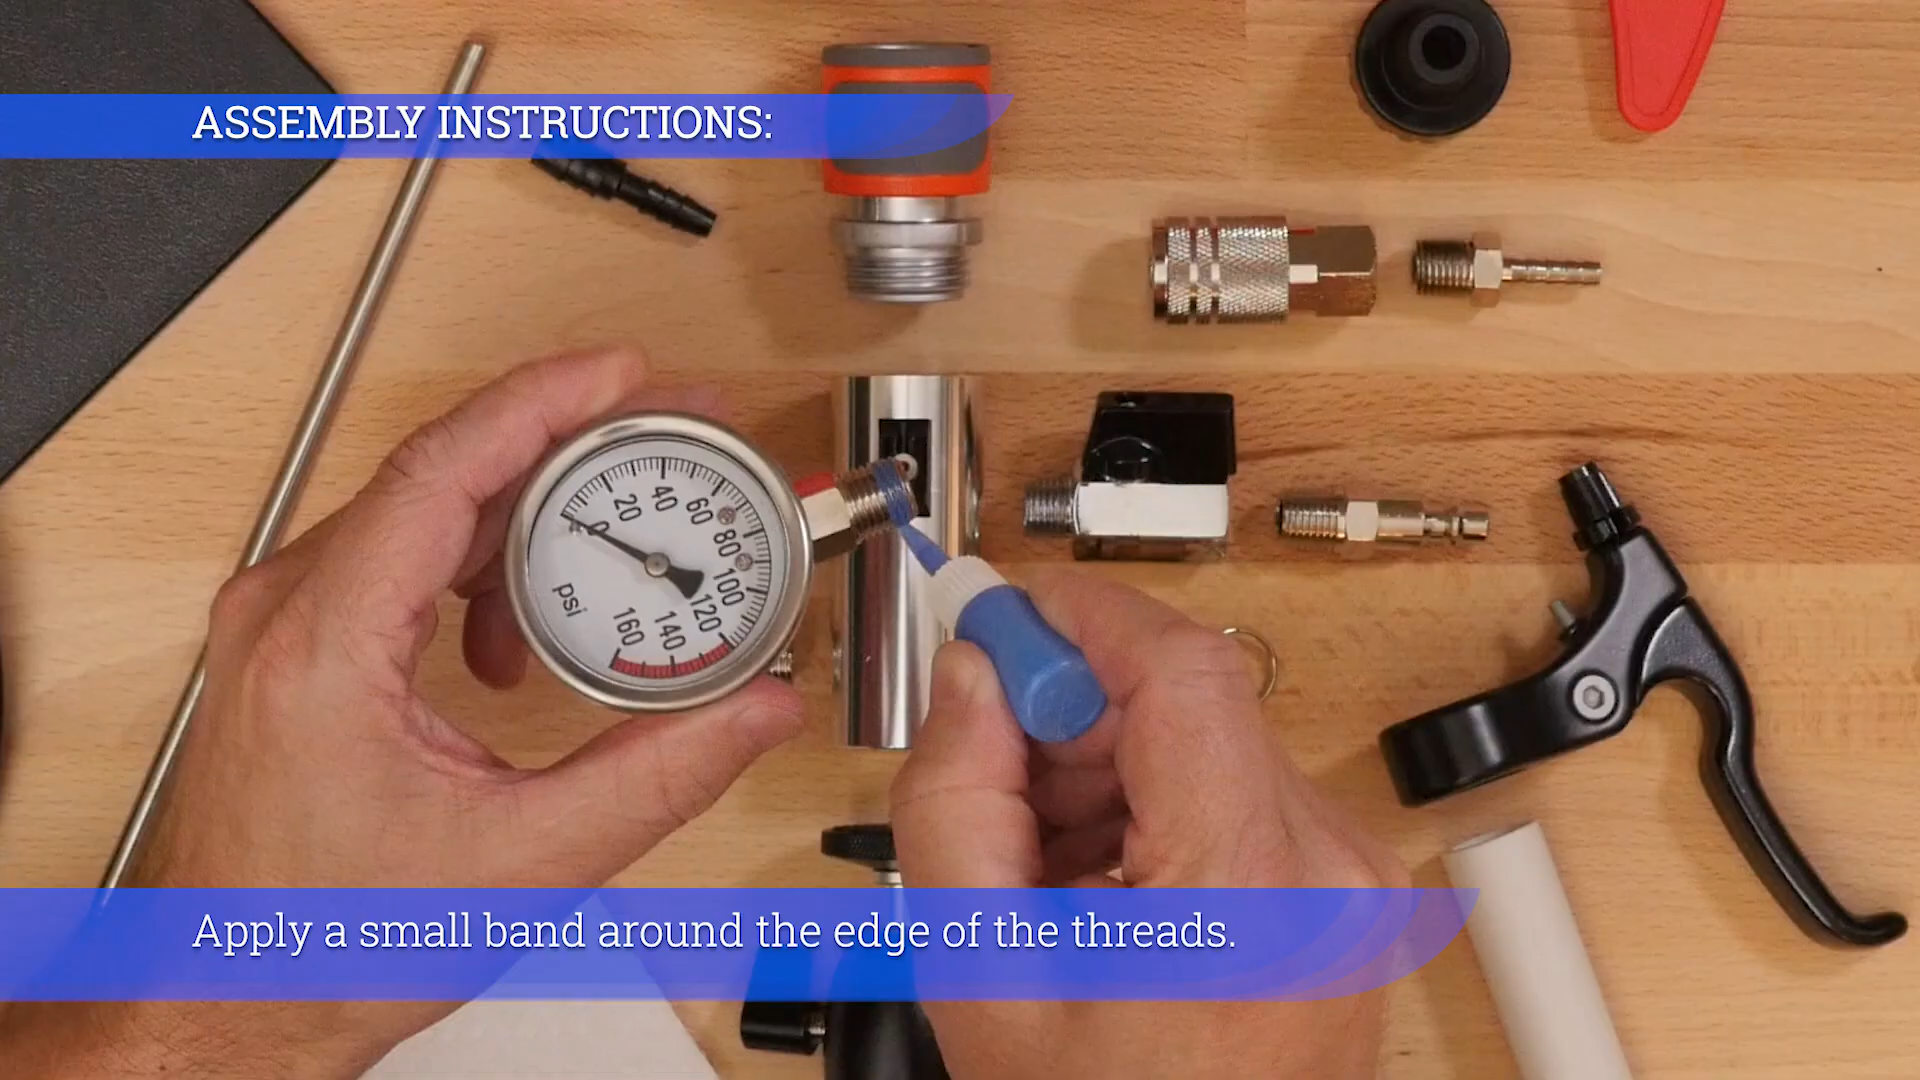 ASSEMBLY INSTRUCTIONS:
0 20 40 60 80 100 120 140 160
psi
Apply a small band around the edge of the threads.